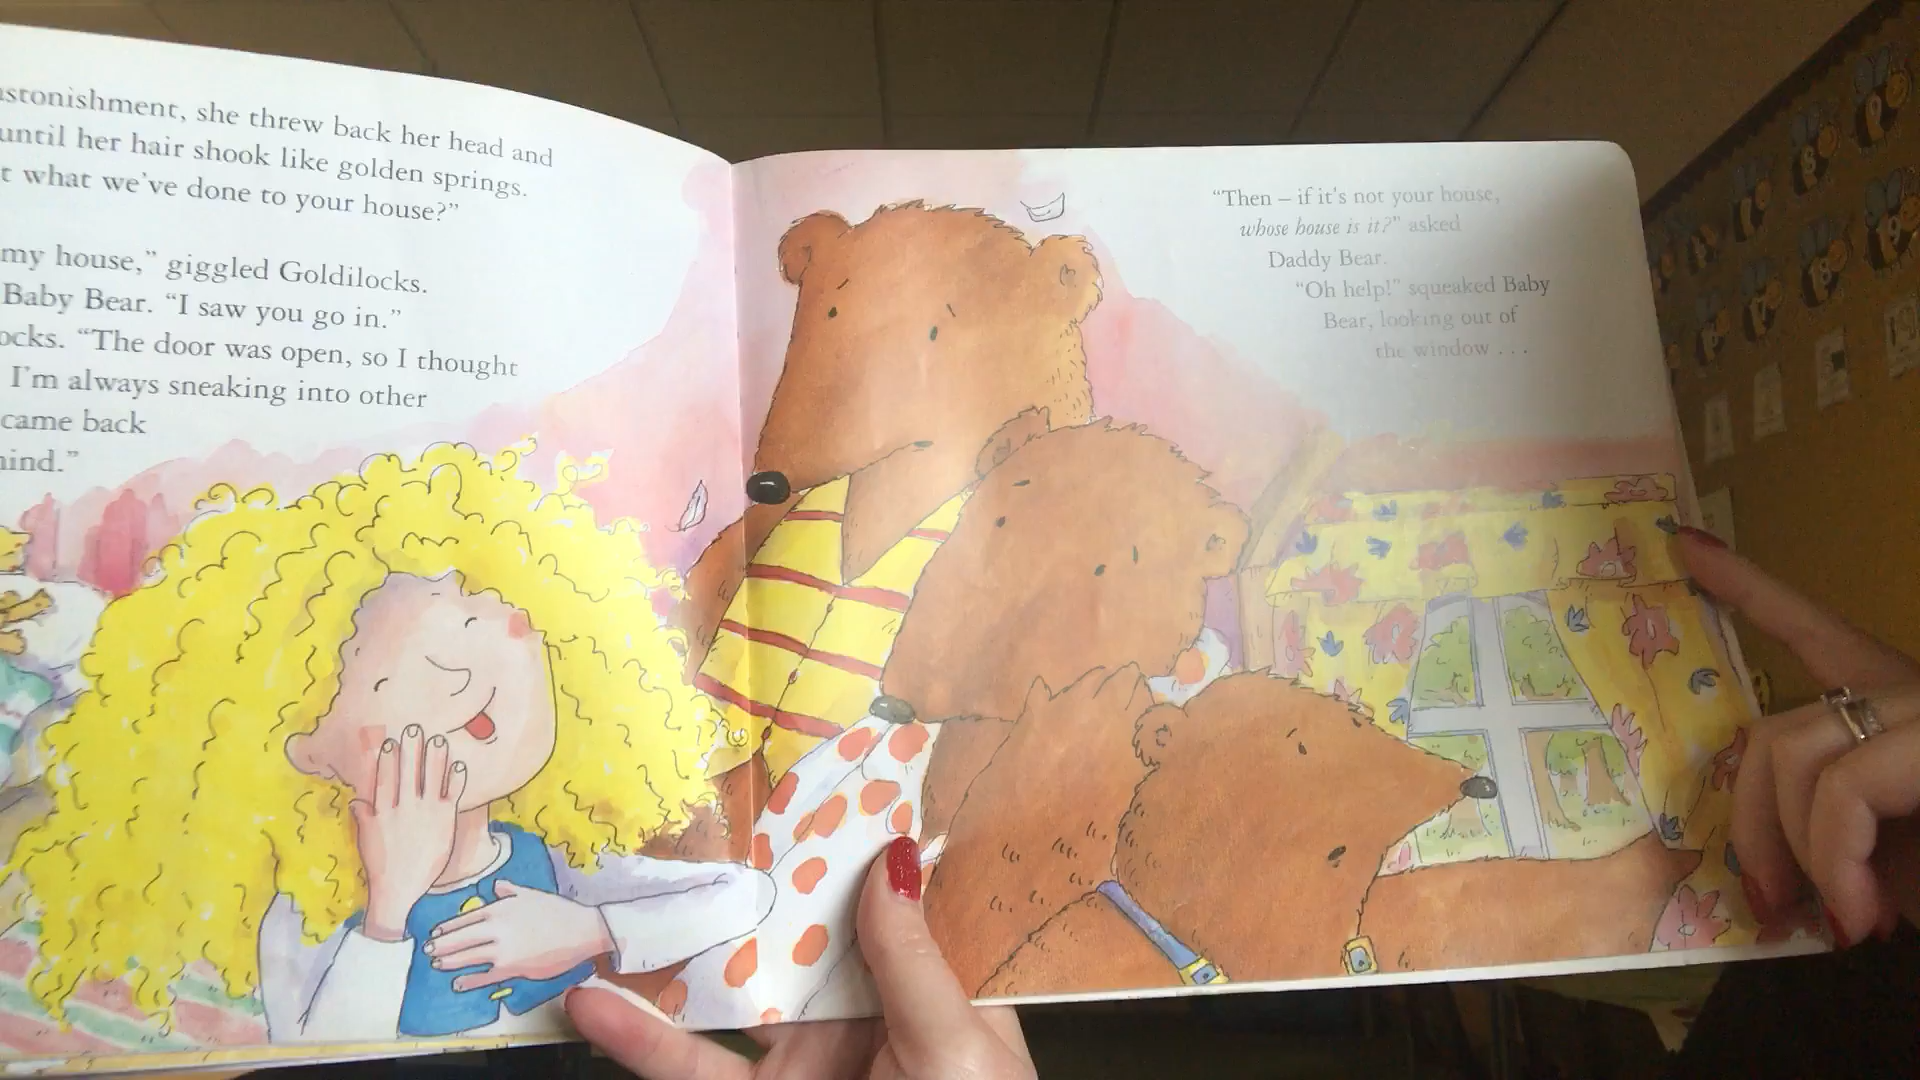 astonishment, she threw back her head and
until her hair shook like golden springs.
t what we've done to your house?”
my house,” giggled Goldilocks.
Baby Bear. “I saw you go in.”
ocks. “The door was open, so I thought
I'm always sneaking into other
came back
ind.”
“Then – if it's not your house,
whose house is it?” asked
Daddy Bear.
“Oh help!” squeaked Baby
Bear, looking out of
the window . . .